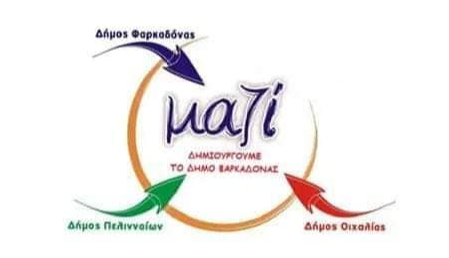 Δήμος Φαρκαδόνας
μαζί
ΔΗΜΙΟΥΡΓΟΥΜΕ
ΤΟ ΔΗΜΟ ΦΑΡΚΑΔΟΝΑΣ
Δήμος Πελινναίων
Δήμος Οιχαλίας